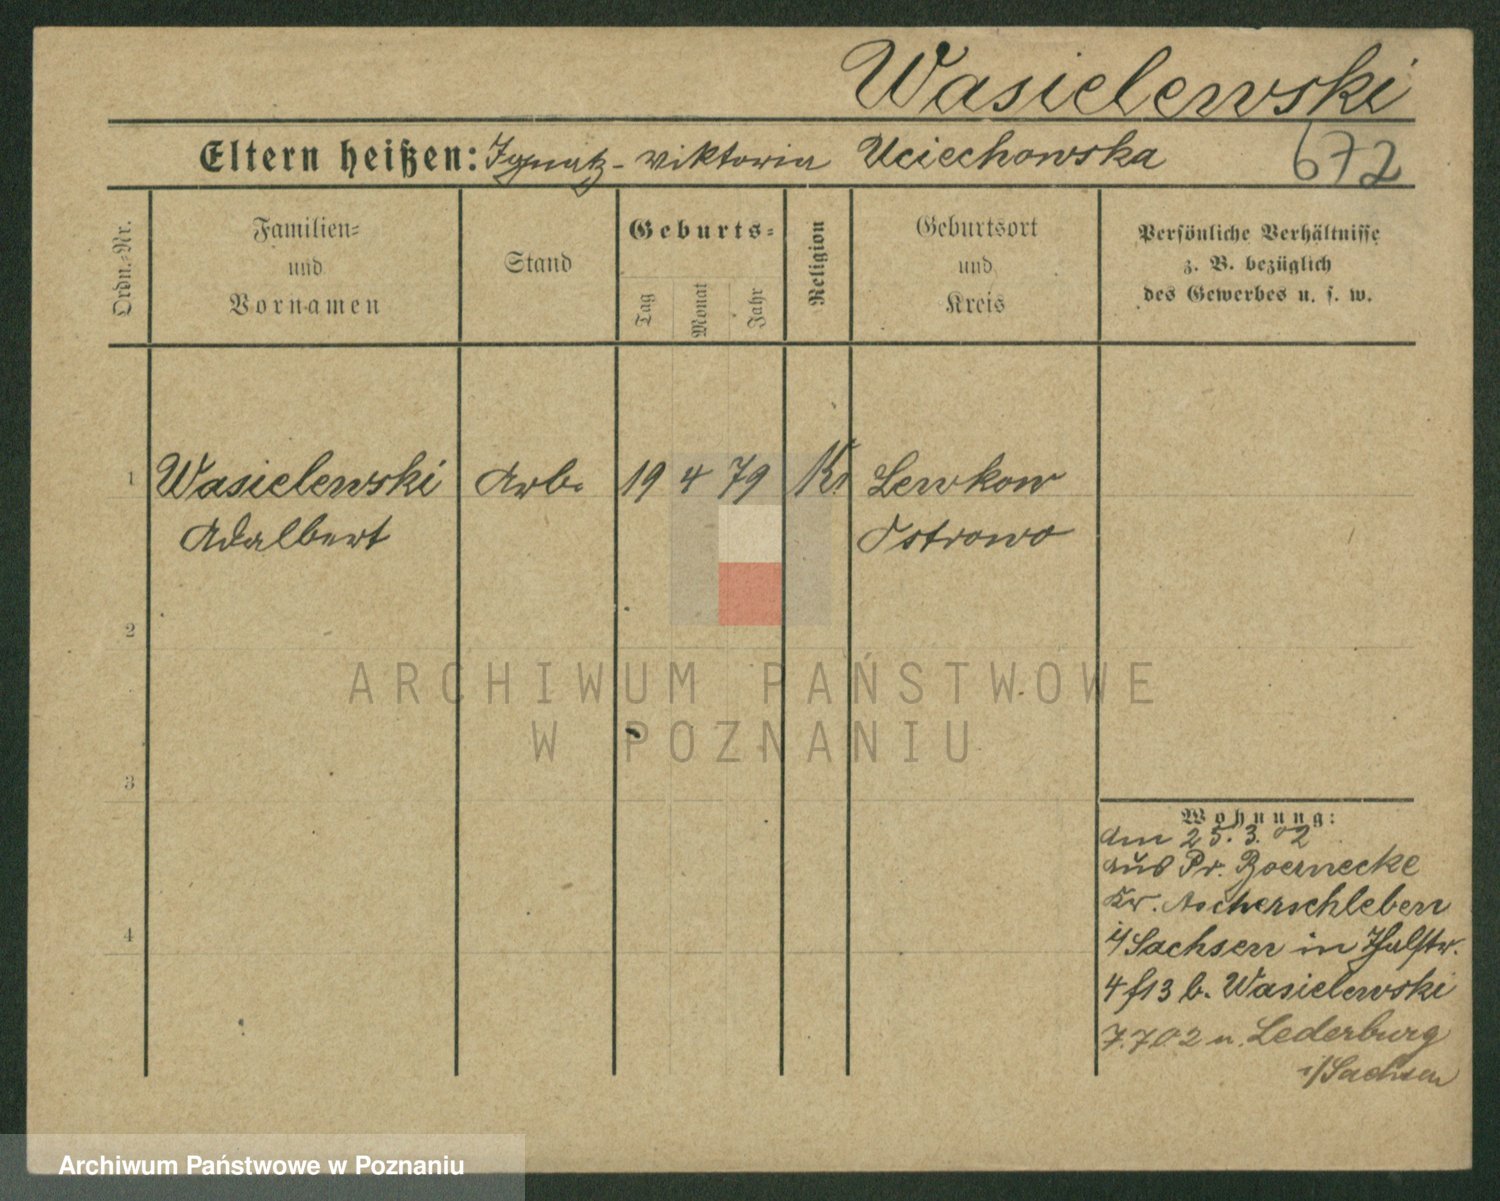 Wasielewski
Eltern heißen: Ignatz - Viktoria Uciechowska 672
Ordn.-Nr.
Familien-
und
Vornamen
Stand
Geburts-
Tag
Monat
Jahr
Religion
Geburtsort
und
Kreis
Persönliche Verhältnisse
z. B. bezüglich
des Gewerbes u. s. w.
1 Wasielewski Arb. 19 4 79 K. Lewkow
Adalbert Ostrowo
2
3
4
Wohnung:
am 25.3.02
aus Pr. Boernecke
Kr. Ascherschleben
i/Sachsen in
b. Wasielewski
7.7 02 n. Lederburg
i/Sachsen
ARCHIWUM PAŃSTWOWE
W POZNANIU
Archiwum Państwowe w Poznaniu